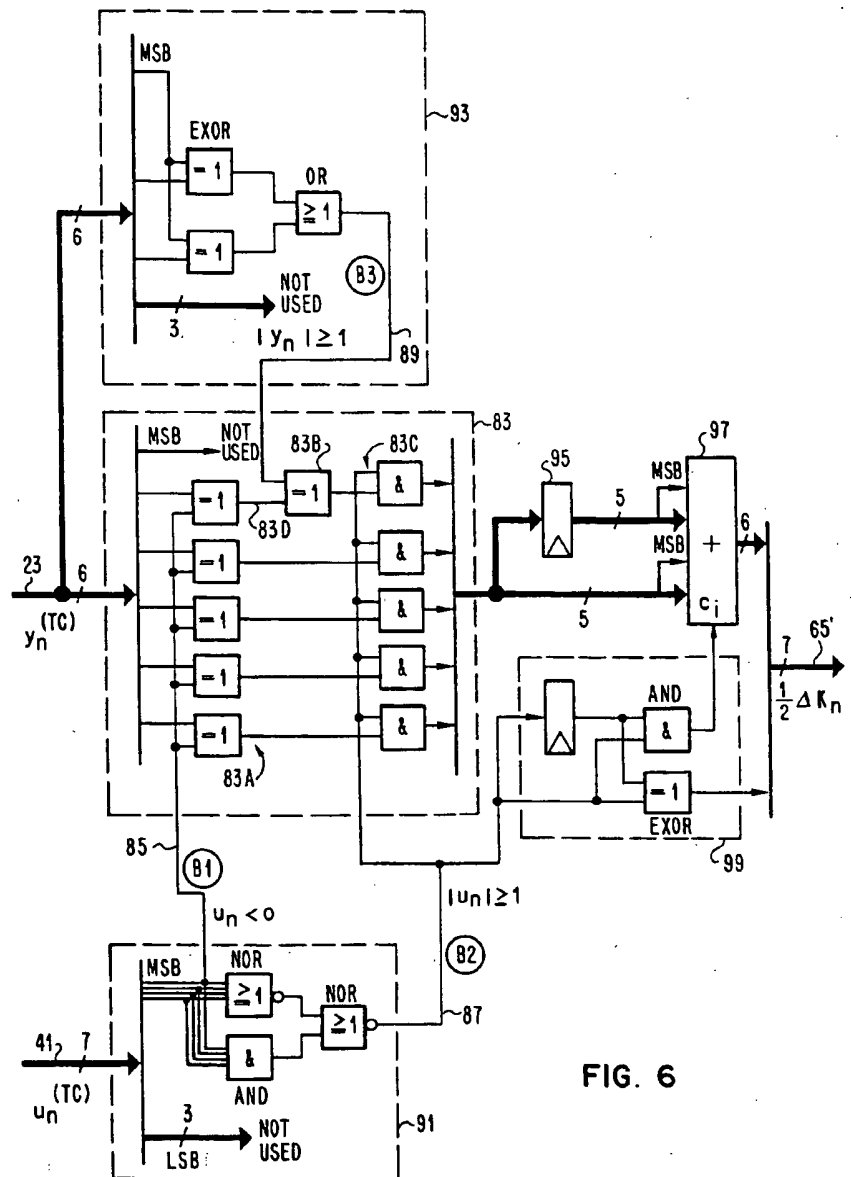 MSB
93
EXOR
= 1
OR
≥ 1
= 1
6
B3
NOT
USED
3
|yn| ≥ 1
89
83
MSB
NOT
USED
83B
83C
= 1
= 1
&
83D
95
97
MSB
5
6
= 1
&
MSB
+
23
6
yn(TC)
= 1
&
5
ci
7
65'
½ ΔKn
= 1
&
AND
&
= 1
&
83A
= 1
EXOR
99
85
B1
un < 0
|un| ≥ 1
B2
MSB
NOR
≥ 1
NOR
≥ 1
87
41
7
un(TC)
&
AND
3
LSB
NOT
USED
91
FIG. 6